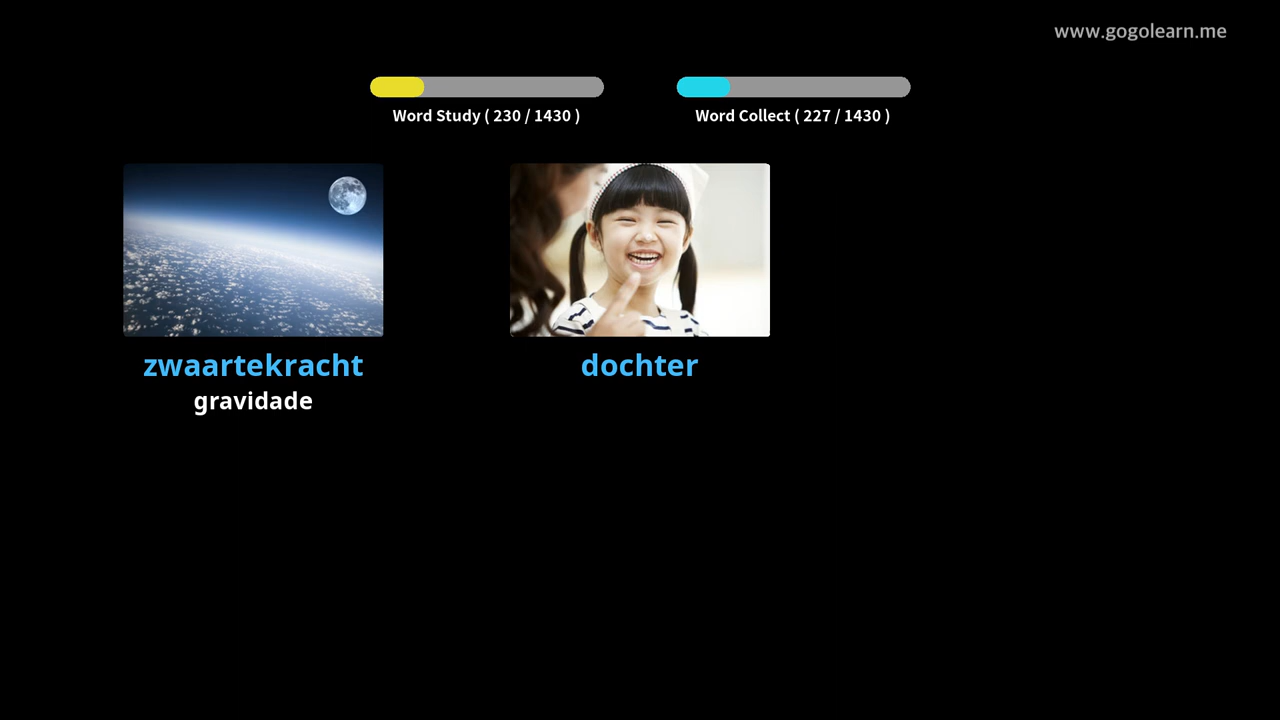 www.gogolearn.me
Word Study ( 230 / 1430 )
Word Collect ( 227 / 1430 )
zwaartekracht
gravidade
dochter